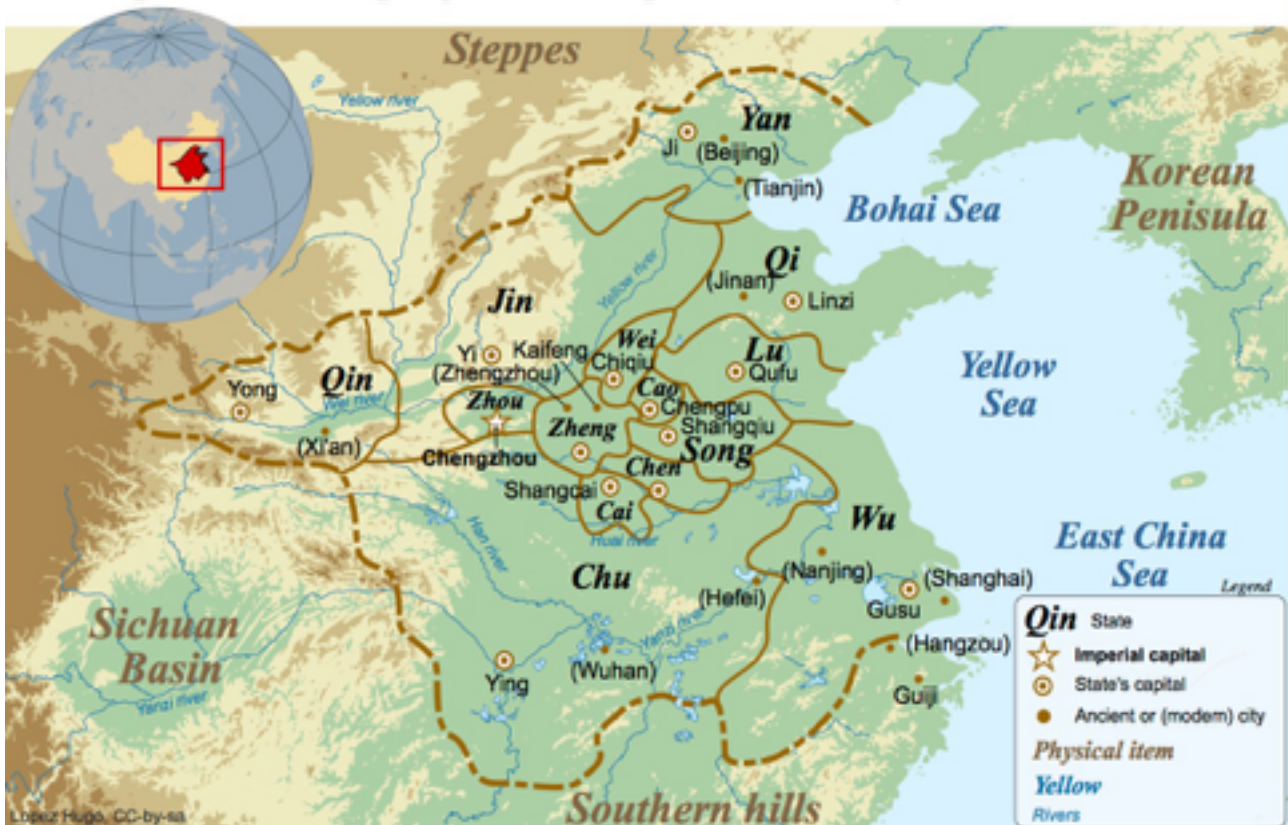 Steppes
Yellow river
Yan
Ji
(Beijing)
(Tianjin)
Korean
Penisula
Bohai Sea
Qi
(Jinan)
Linzi
Yellow river
Jin
Wei
Lu
Yi
Kaifeng
Chiqiu
Qufu
(Zhengzhou)
Yellow
Sea
Yong
Qin
Wei river
Cao
Zhou
Chengpu
Shangqiu
Zheng
Song
(Xi'an)
Chengzhou
Chen
Shangcai
Cai
Wu
Han river
Huai river
East China
Sea
Chu
(Nanjing)
(Shanghai)
(Hefei)
Gusu
Sichuan
Basin
Yanzi river
(Wuhan)
Ying
(Hangzou)
Guiji
Yanzi river
Southern hills
Legend
Qin State
Imperial capital
State's capital
Ancient or (modern) city
Physical item
Yellow
Rivers
Lopez Hugo, CC-by-sa